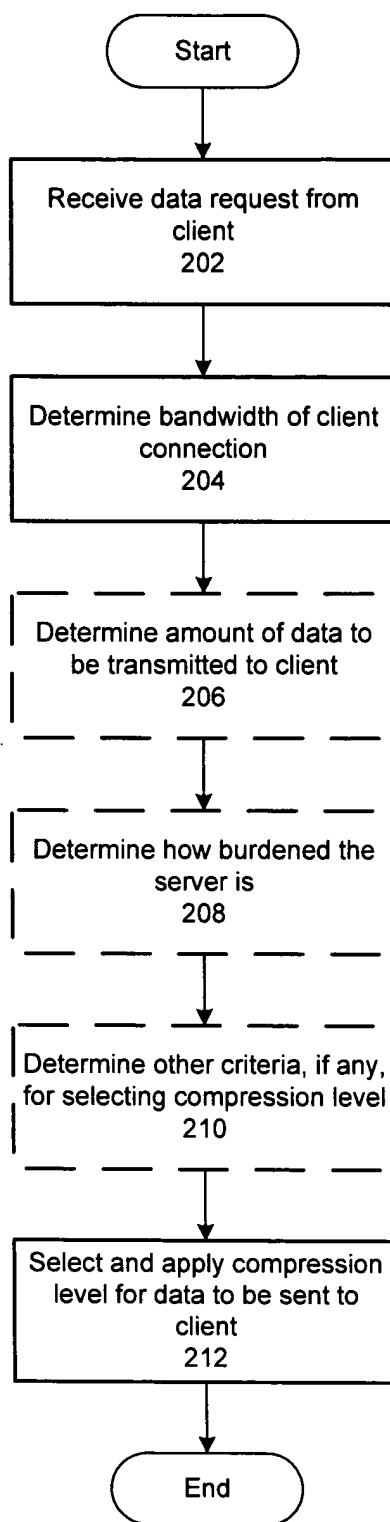 Start
Receive data request from
client
202
Determine bandwidth of client
connection
204
Determine amount of data to
be transmitted to client
206
Determine how burdened the
server is
208
Determine other criteria, if any,
for selecting compression level
210
Select and apply compression
level for data to be sent to
client
212
End